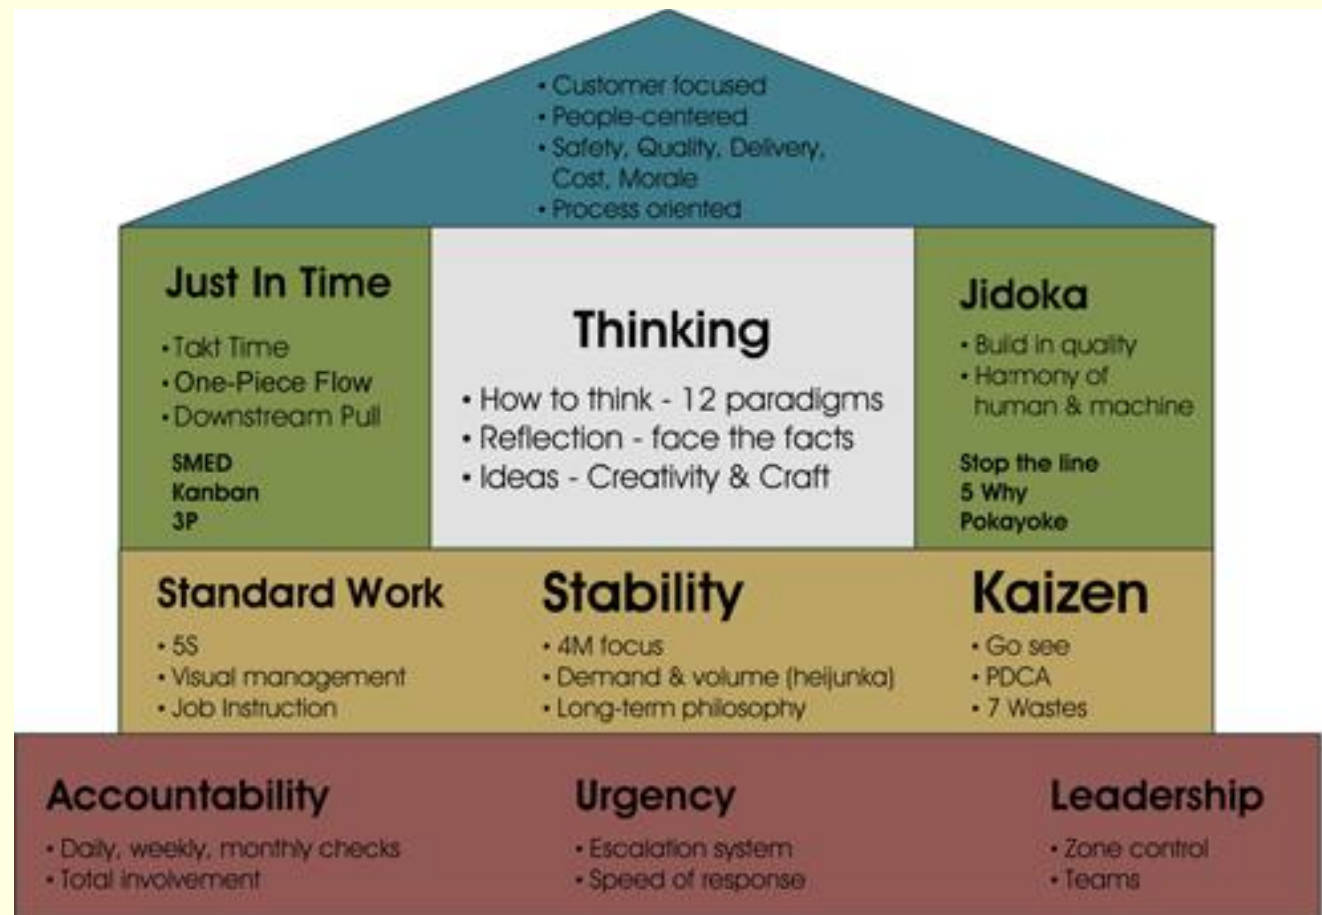 • Customer focused
• People-centered
• Safety, Quality, Delivery,
Cost, Morale
• Process oriented
Just In Time
• Takt Time
• One-Piece Flow
• Downstream Pull
SMED
Kanban
3P
Thinking
• How to think - 12 paradigms
• Reflection - face the facts
• Ideas - Creativity & Craft
Jidoka
• Build in quality
• Harmony of
human & machine
Stop the line
5 Why
Pokayoke
Standard Work
• 5S
• Visual management
• Job Instruction
Stability
• 4M focus
• Demand & volume (heijunka)
• Long-term philosophy
Kaizen
• Go see
• PDCA
• 7 Wastes
Accountability
• Daily, weekly, monthly checks
• Total involvement
Urgency
• Escalation system
• Speed of response
Leadership
• Zone control
• Teams